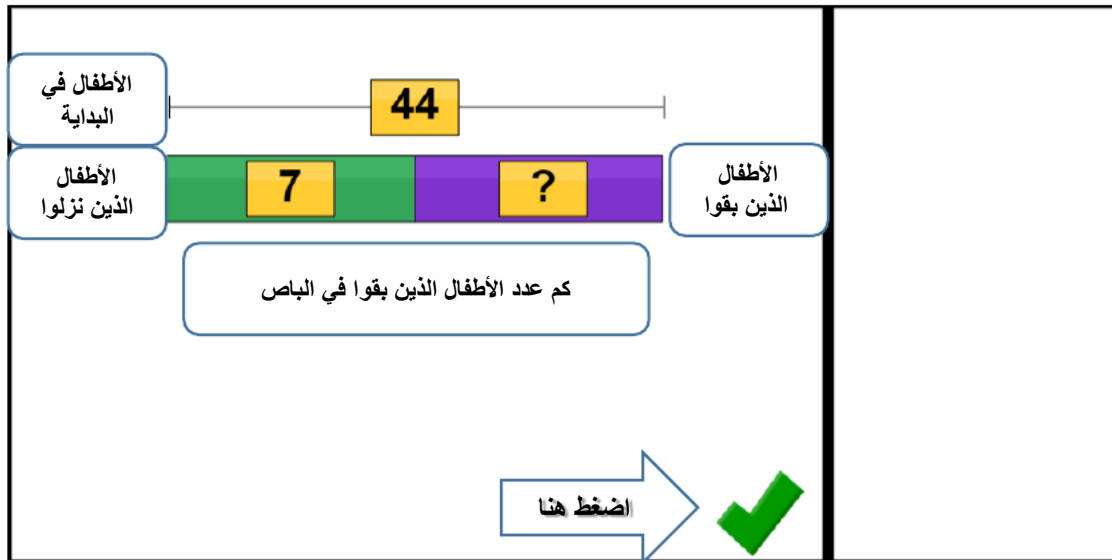 الأطفال في
البداية
44
الأطفال
الذين نزلوا
7
?
الأطفال
الذين بقوا
كم عدد الأطفال الذين بقوا في الباص
اضغط هنا